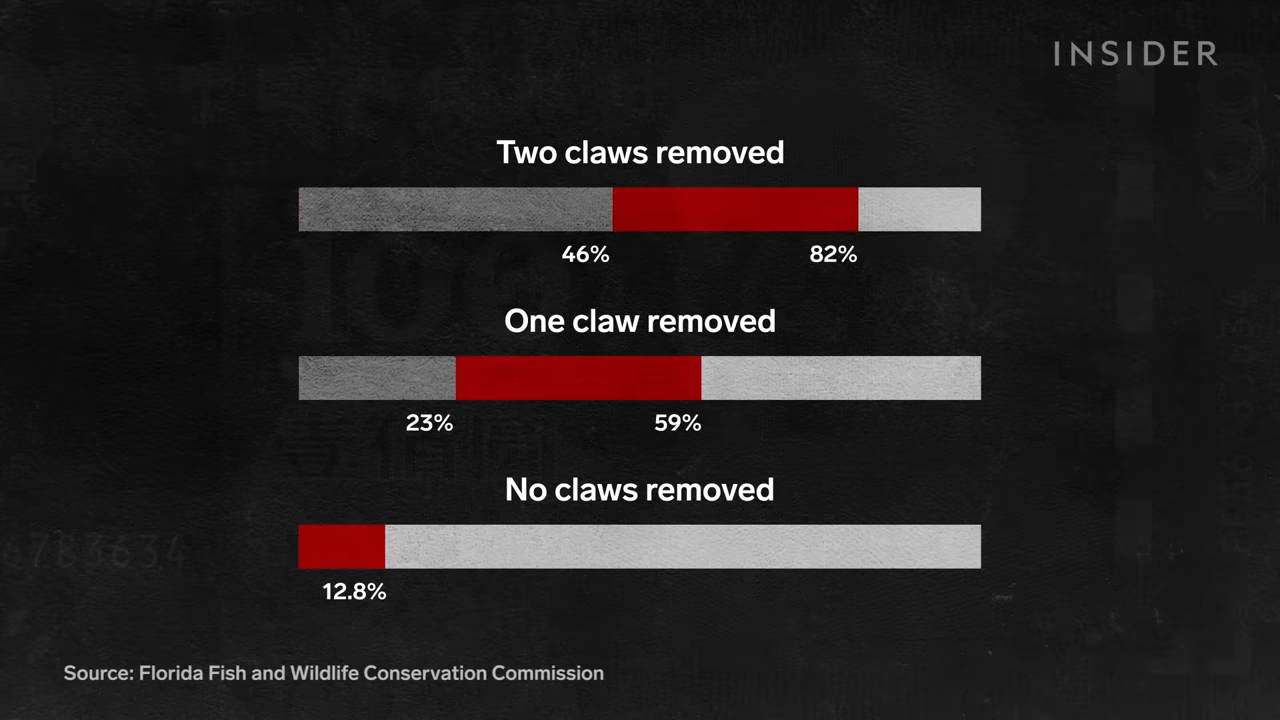 INSIDER
Two claws removed
46% 82%
One claw removed
23% 59%
No claws removed
12.8%
Source: Florida Fish and Wildlife Conservation Commission